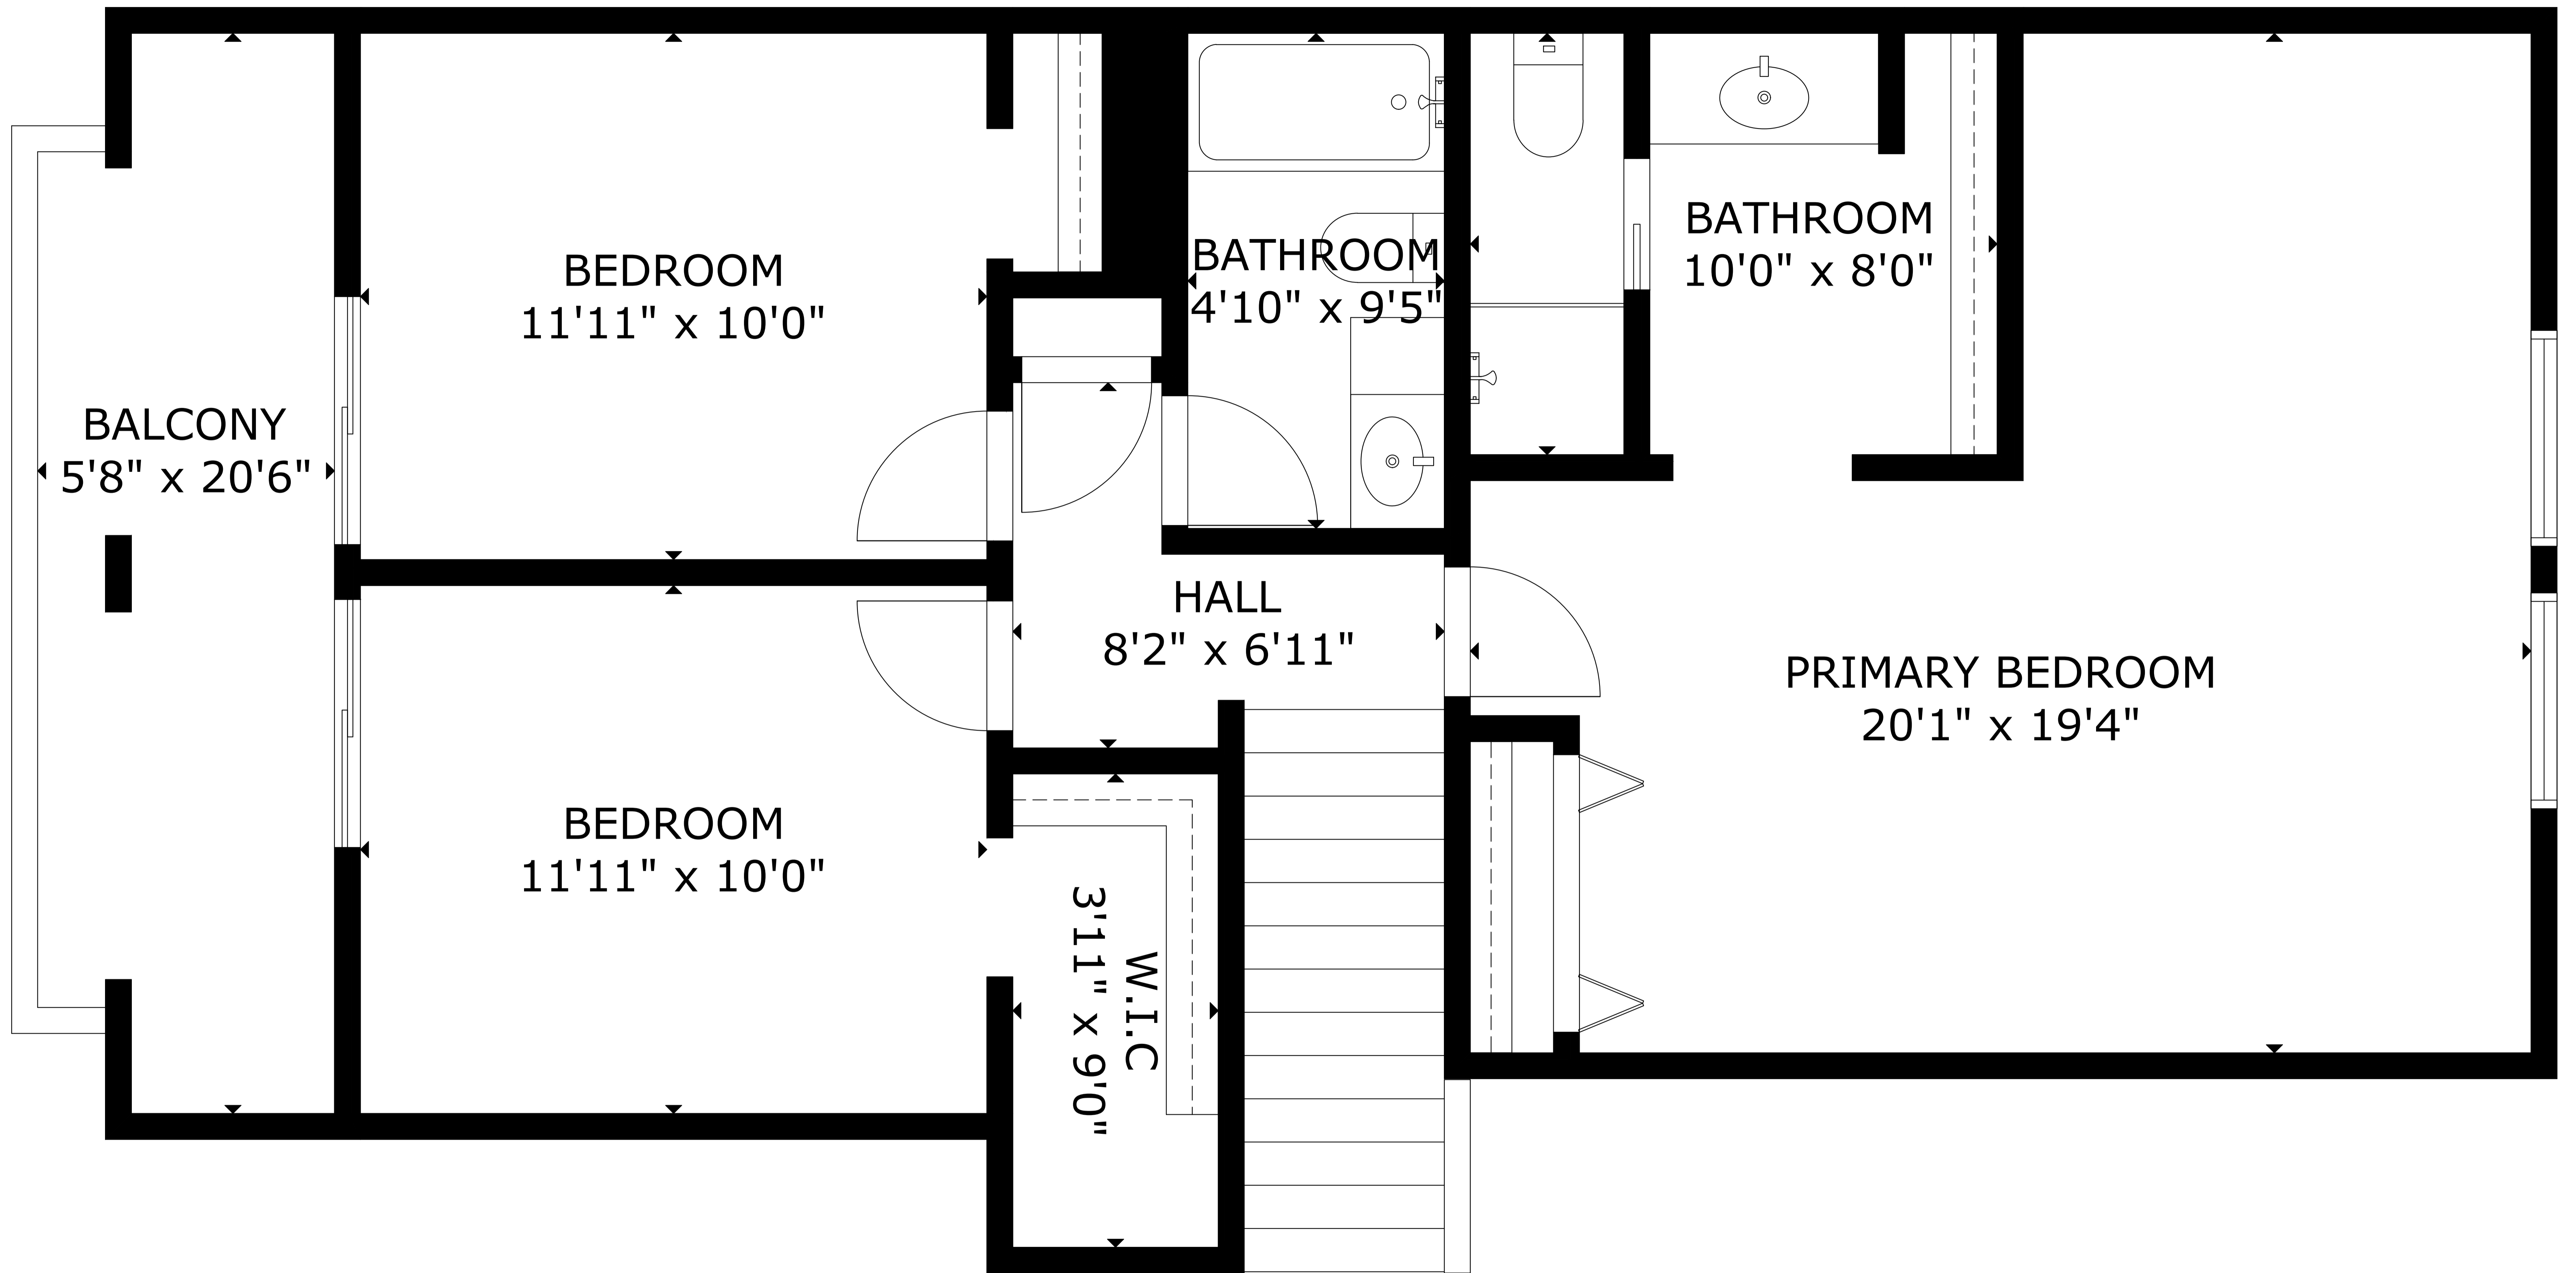 BEDROOM
11'11" x 10'0"
BATHROOM
4'10" x 9'5"
BATHROOM
10'0" x 8'0"
BALCONY
5'8" x 20'6"
HALL
8'2" x 6'11"
PRIMARY BEDROOM
20'1" x 19'4"
BEDROOM
11'11" x 10'0"
W.I.C
3'11" x 9'0"